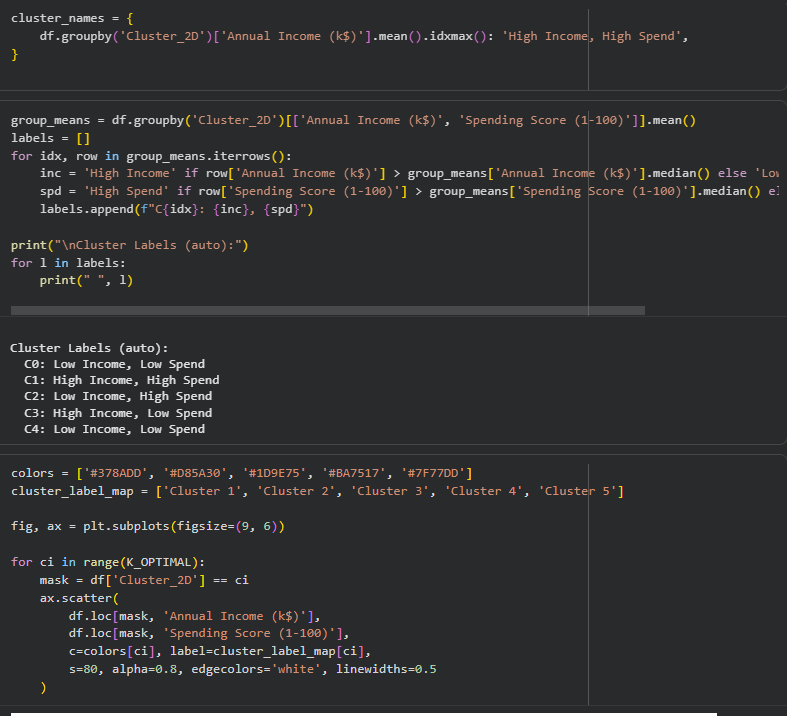 cluster_names = {
    df.groupby('Cluster_2D')['Annual Income (k$)'].mean().idxmax(): 'High Income, High Spend',
}
group_means = df.groupby('Cluster_2D')[['Annual Income (k$)', 'Spending Score (1-100)']].mean()
labels = []
for idx, row in group_means.iterrows():
    inc = 'High Income' if row['Annual Income (k$)'] > group_means['Annual Income (k$)'].median() else 'Low
    spd = 'High Spend' if row['Spending Score (1-100)'] > group_means['Spending Score (1-100)'].median() el
    labels.append(f"C{idx}: {inc}, {spd}")
print("\nCluster Labels (auto):")
for l in labels:
    print(" ", l)
Cluster Labels (auto):
  C0: Low Income, Low Spend
  C1: High Income, High Spend
  C2: Low Income, High Spend
  C3: High Income, Low Spend
  C4: Low Income, Low Spend
colors = ['#378ADD', '#D85A30', '#1D9E75', '#BA7517', '#7F77DD']
cluster_label_map = ['Cluster 1', 'Cluster 2', 'Cluster 3', 'Cluster 4', 'Cluster 5']
fig, ax = plt.subplots(figsize=(9, 6))
for ci in range(K_OPTIMAL):
    mask = df['Cluster_2D'] == ci
    ax.scatter(
        df.loc[mask, 'Annual Income (k$)'],
        df.loc[mask, 'Spending Score (1-100)'],
        c=colors[ci], label=cluster_label_map[ci],
        s=80, alpha=0.8, edgecolors='white', linewidths=0.5
    )